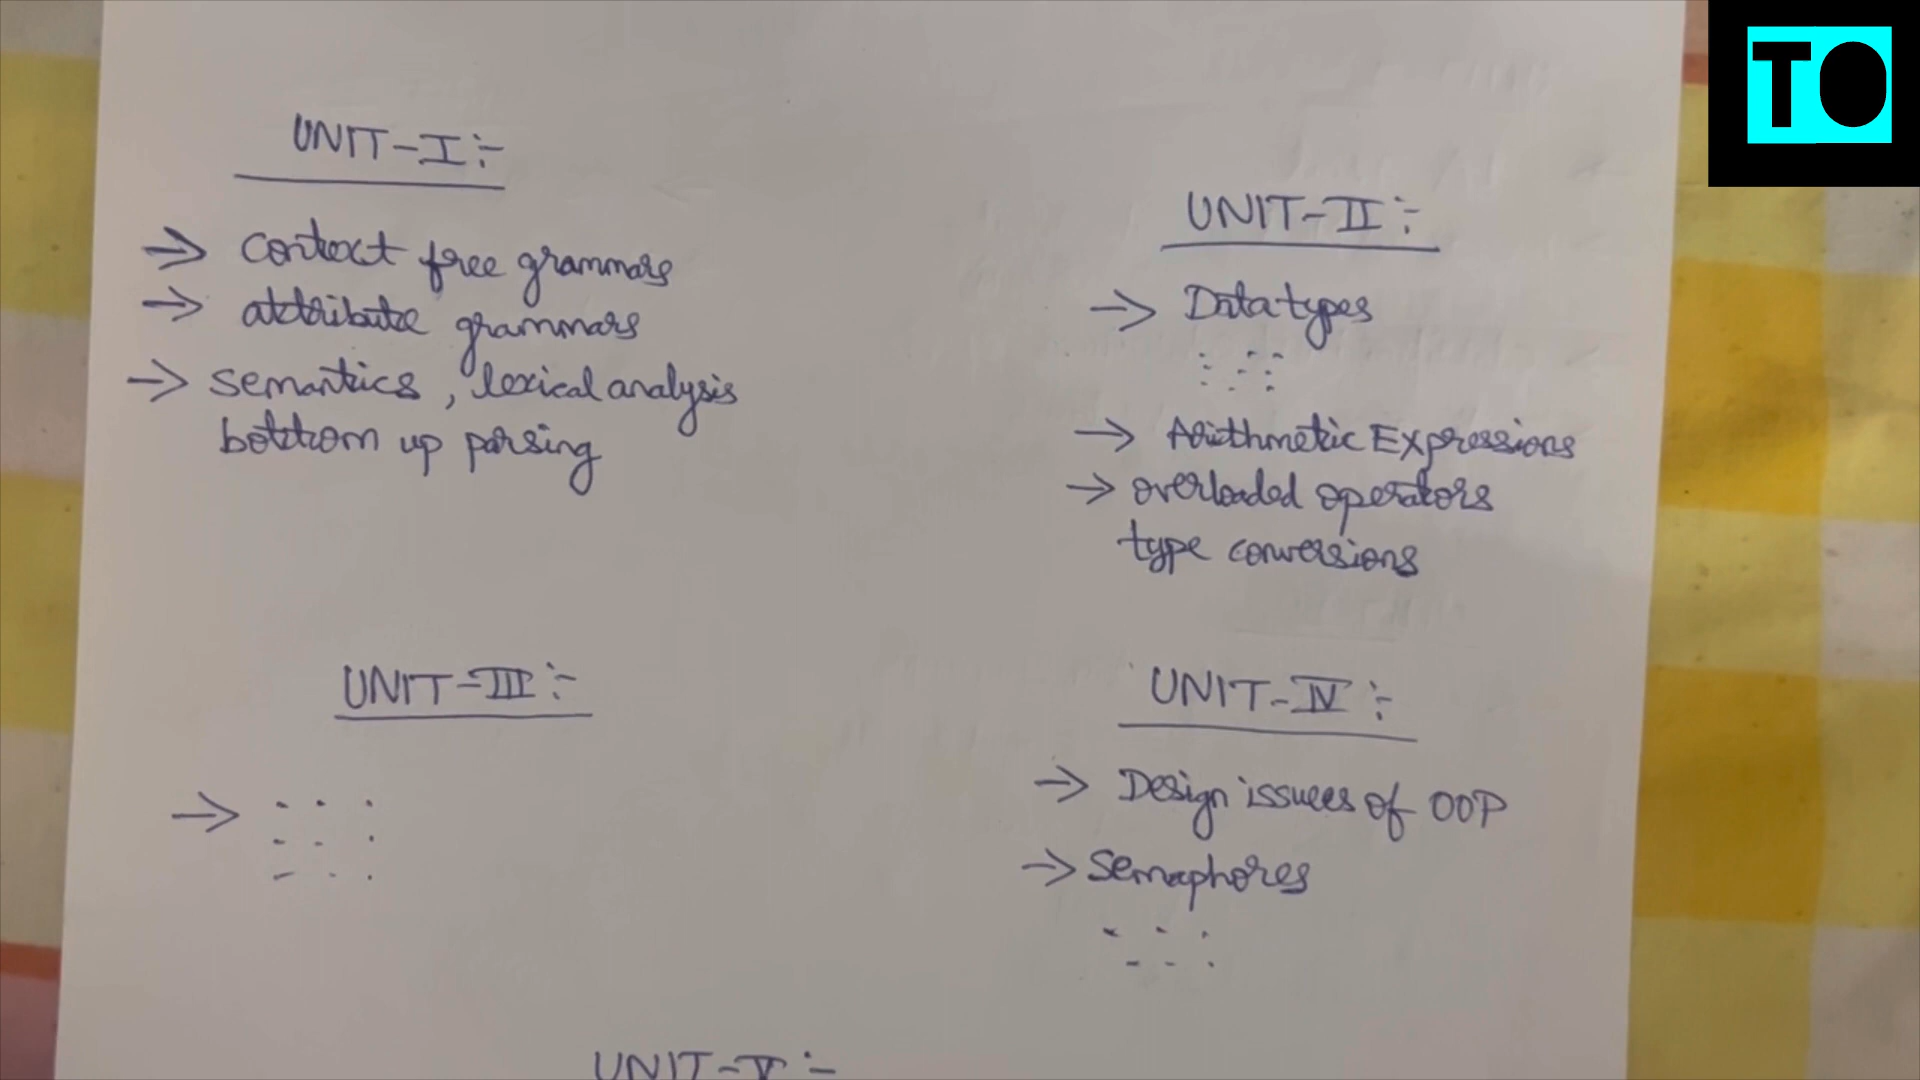 UNIT-I :-
→ context free grammars
→ attribute grammars
→ semantics, lexical analysis
bottom up parsing
UNIT-II :-
→ Data types
→ Arithmetic Expressions
→ overloaded operators
type conversions
UNIT-III :-
→
UNIT-IV :-
→ Design issues of OOP
→ Semaphores
UNIT-V :-
TO